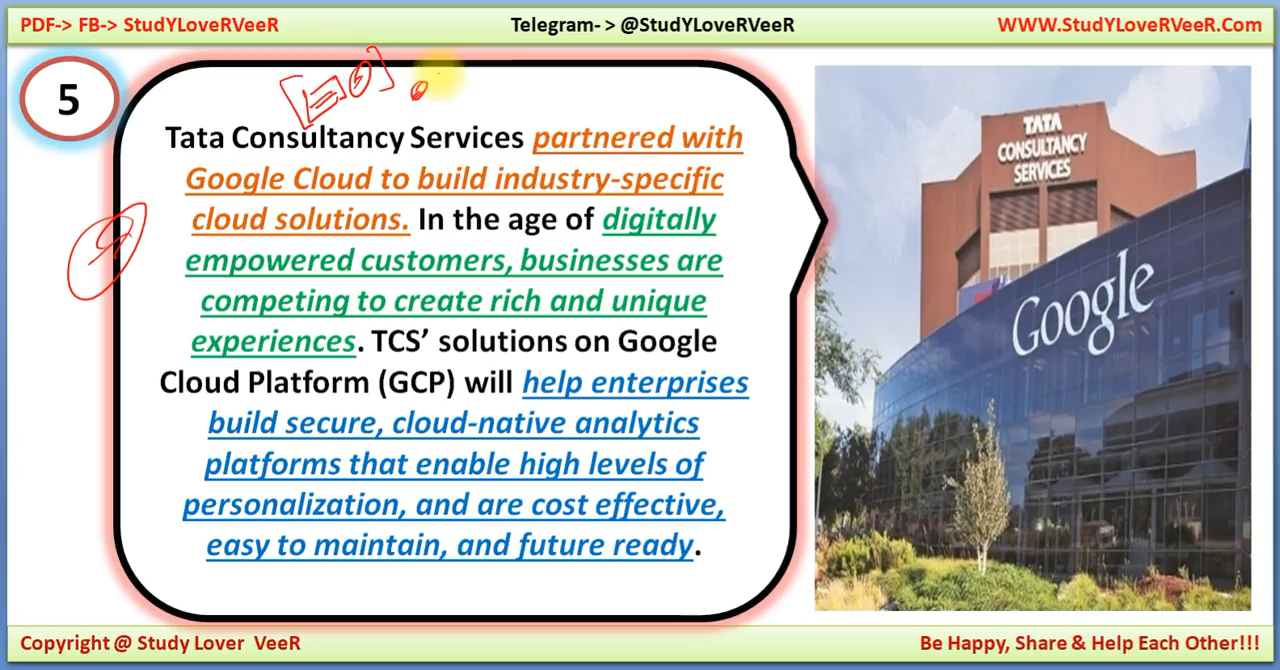 PDF-> FB-> StudYLoveRVeeR
Telegram- > @StudYLoveRVeeR
WWW.StudYLoveRVeeR.Com
5
Tata Consultancy Services partnered with
Google Cloud to build industry-specific
cloud solutions. In the age of digitally
empowered customers, businesses are
competing to create rich and unique
experiences. TCS’ solutions on Google
Cloud Platform (GCP) will help enterprises
build secure, cloud-native analytics
platforms that enable high levels of
personalization, and are cost effective,
easy to maintain, and future ready.
TATA
CONSULTANCY
SERVICES
Google
Copyright @ Study Lover VeeR
Be Happy, Share & Help Each Other!!!